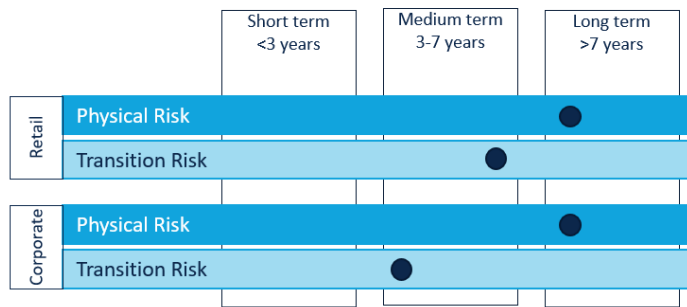 Short term
<3 years
Medium term
3-7 years
Long term
>7 years
Retail
Physical Risk
Transition Risk
Corporate
Physical Risk
Transition Risk